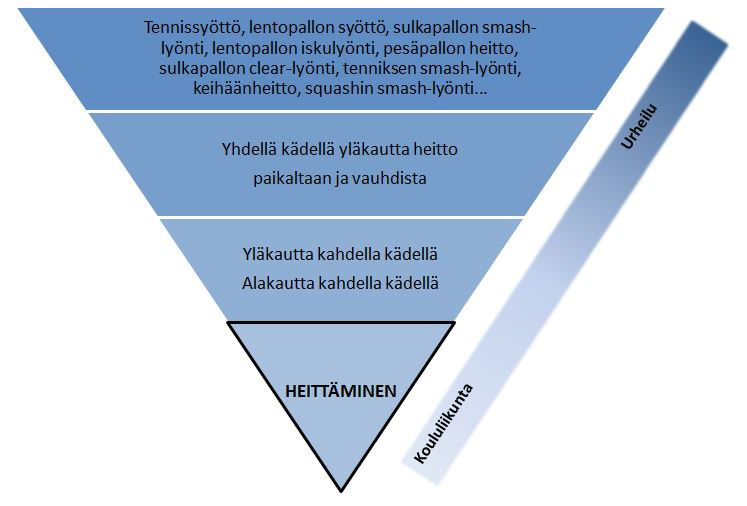 Tennissyöttö, lentopallon syöttö, sulkapallon smash-
lyönti, lentopallon iskulyönti, pesäpallon heitto,
sulkapallon clear-lyönti, tenniksen smash-lyönti,
keihäänheitto, squashin smash-lyönti...
Yhdellä kädellä yläkautta heitto
paikaltaan ja vauhdista
Yläkautta kahdella kädellä
Alakautta kahdella kädellä
HEITTÄMINEN
Urheilu
Koululiikunta